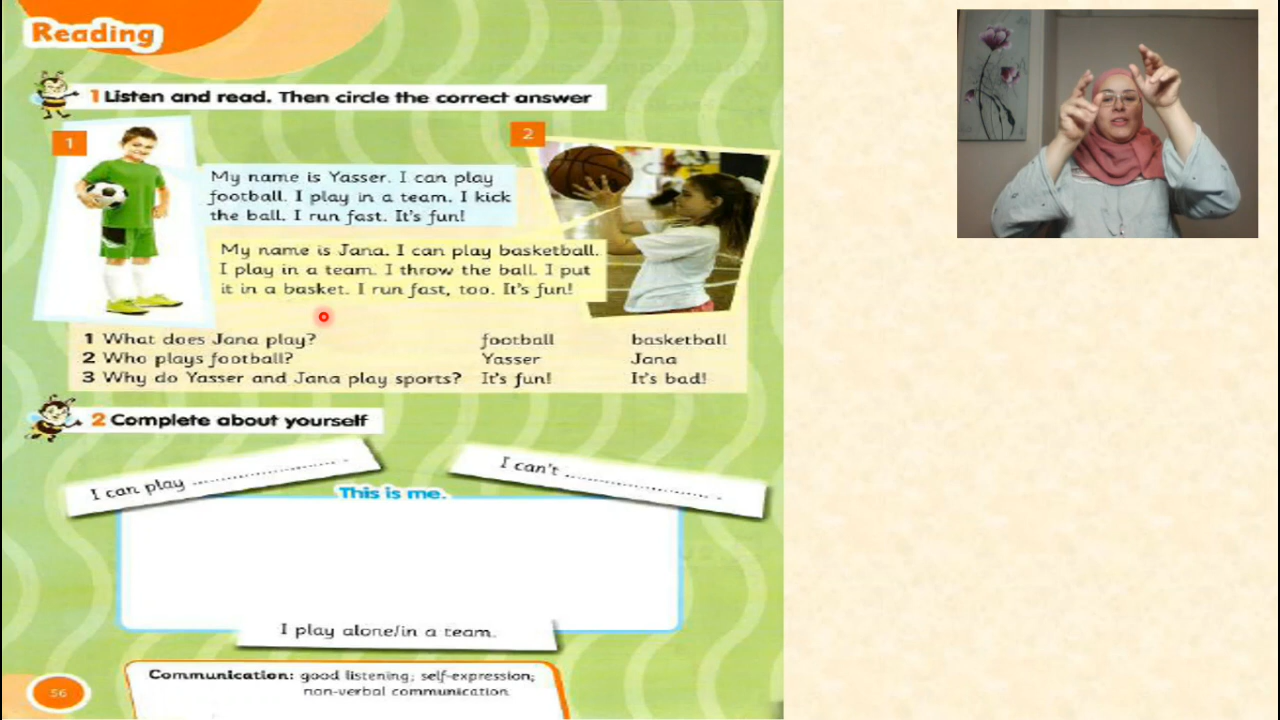 Reading
1 Listen and read. Then circle the correct answer
1
2
My name is Yasser. I can play
football. I play in a team. I kick
the ball. I run fast. It's fun!
My name is Jana. I can play basketball.
I play in a team. I throw the ball. I put
it in a basket. I run fast, too. It's fun!
1 What does Jana play? football basketball
2 Who plays football? Yasser Jana
3 Why do Yasser and Jana play sports? It's fun! It's bad!
2 Complete about yourself
I can play ........................
I can't ........................
This is me.
I play alone/in a team.
Communication: good listening; self-expression;
non-verbal communication
56